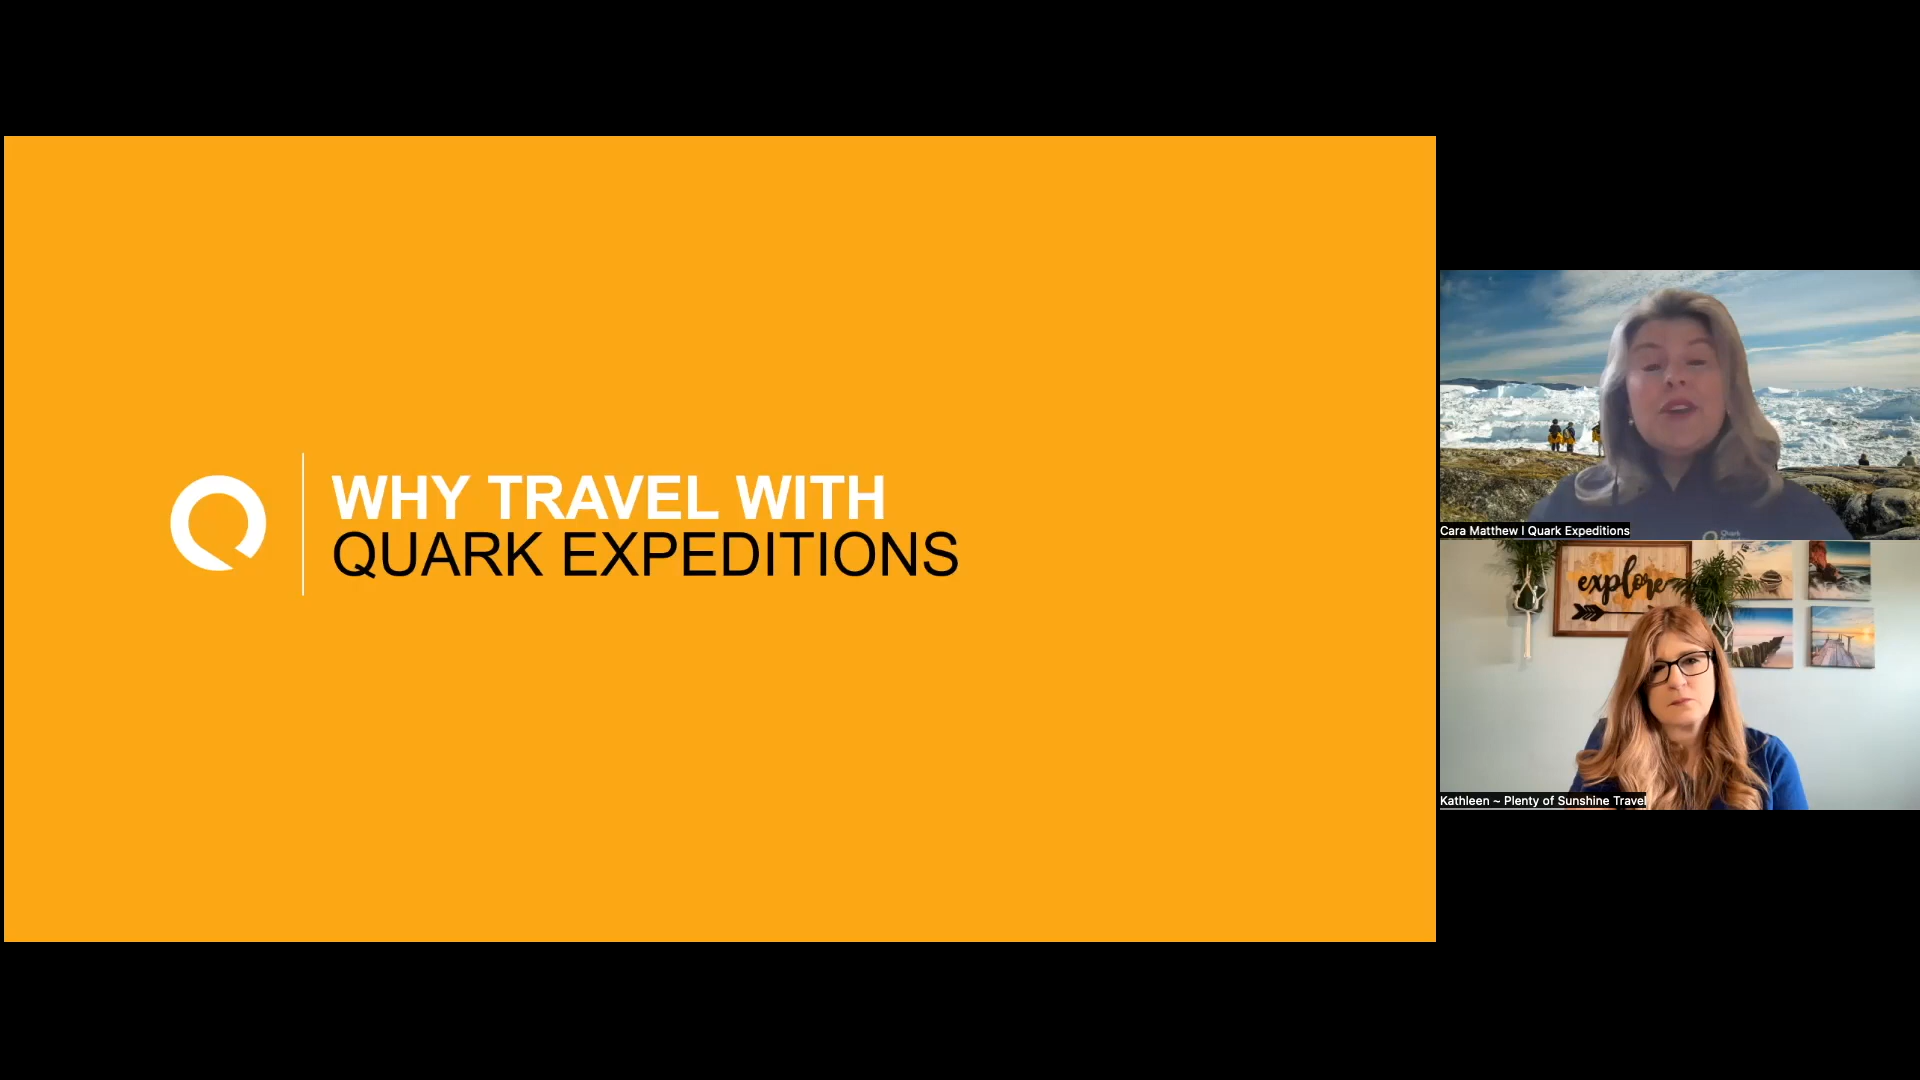 WHY TRAVEL WITH
QUARK EXPEDITIONS
Cara Matthew | Quark Expeditions
explore
Kathleen ~ Plenty of Sunshine Travel